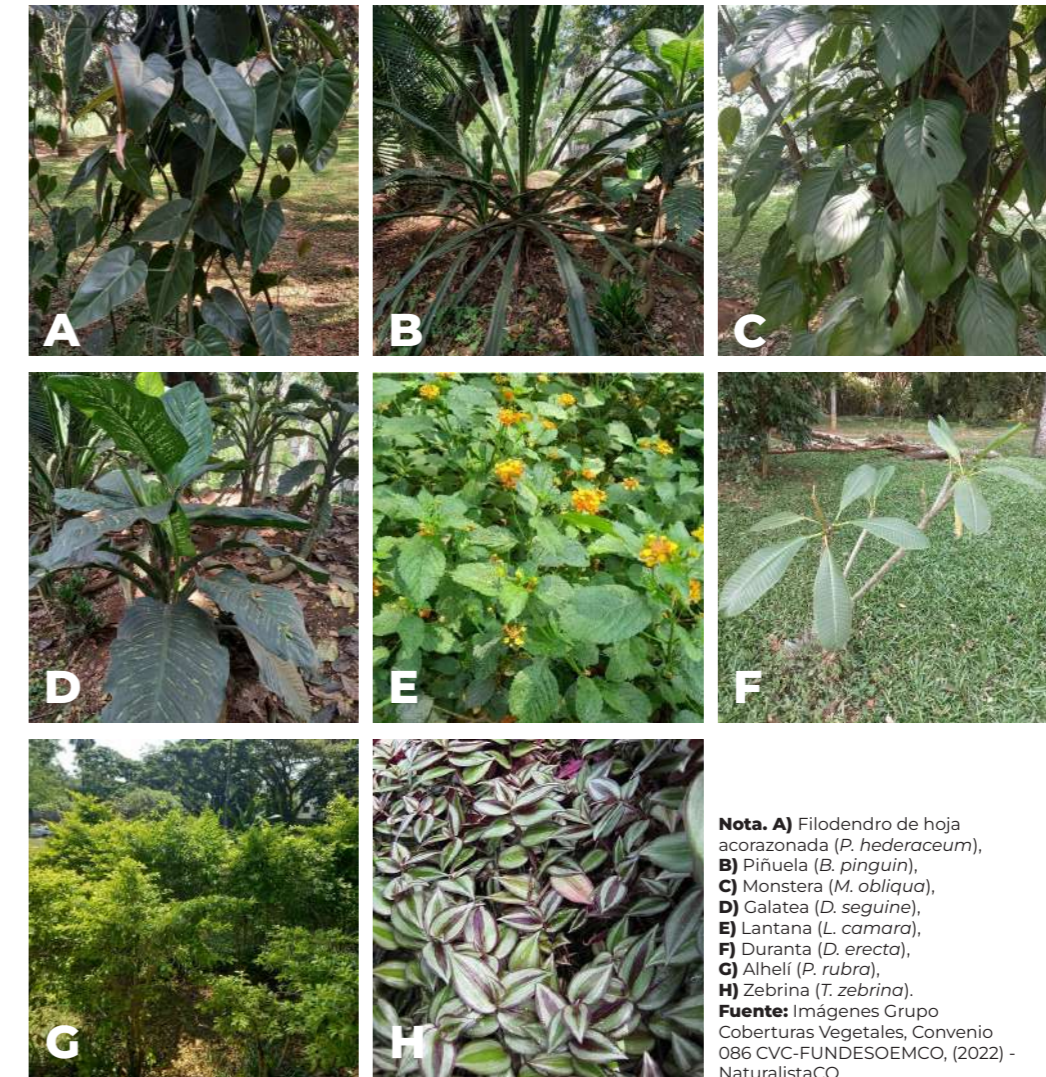 A
B
C
D
E
F
G
H
Nota. A) Filodendro de hoja
acorazonada (P. hederaceum),
B) Piñuela (B. pinguin),
C) Monstera (M. obliqua),
D) Galatea (D. seguine),
E) Lantana (L. camara),
F) Duranta (D. erecta),
G) Alhelí (P. rubra),
H) Zebrina (T. zebrina).
Fuente: Imágenes Grupo
Coberturas Vegetales, Convenio
086 CVC-FUNDESOEMCO, (2022) -
NaturalistaCO